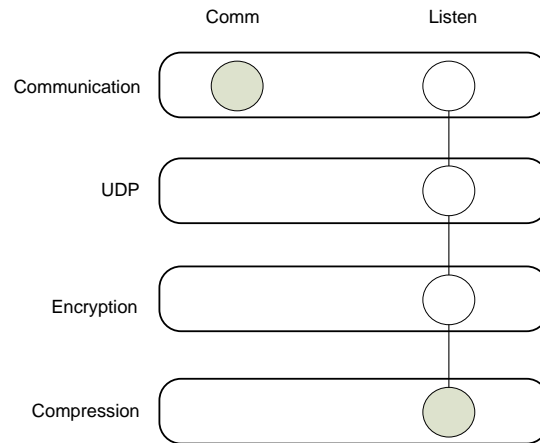 Comm Listen
Communication
UDP
Encryption
Compression